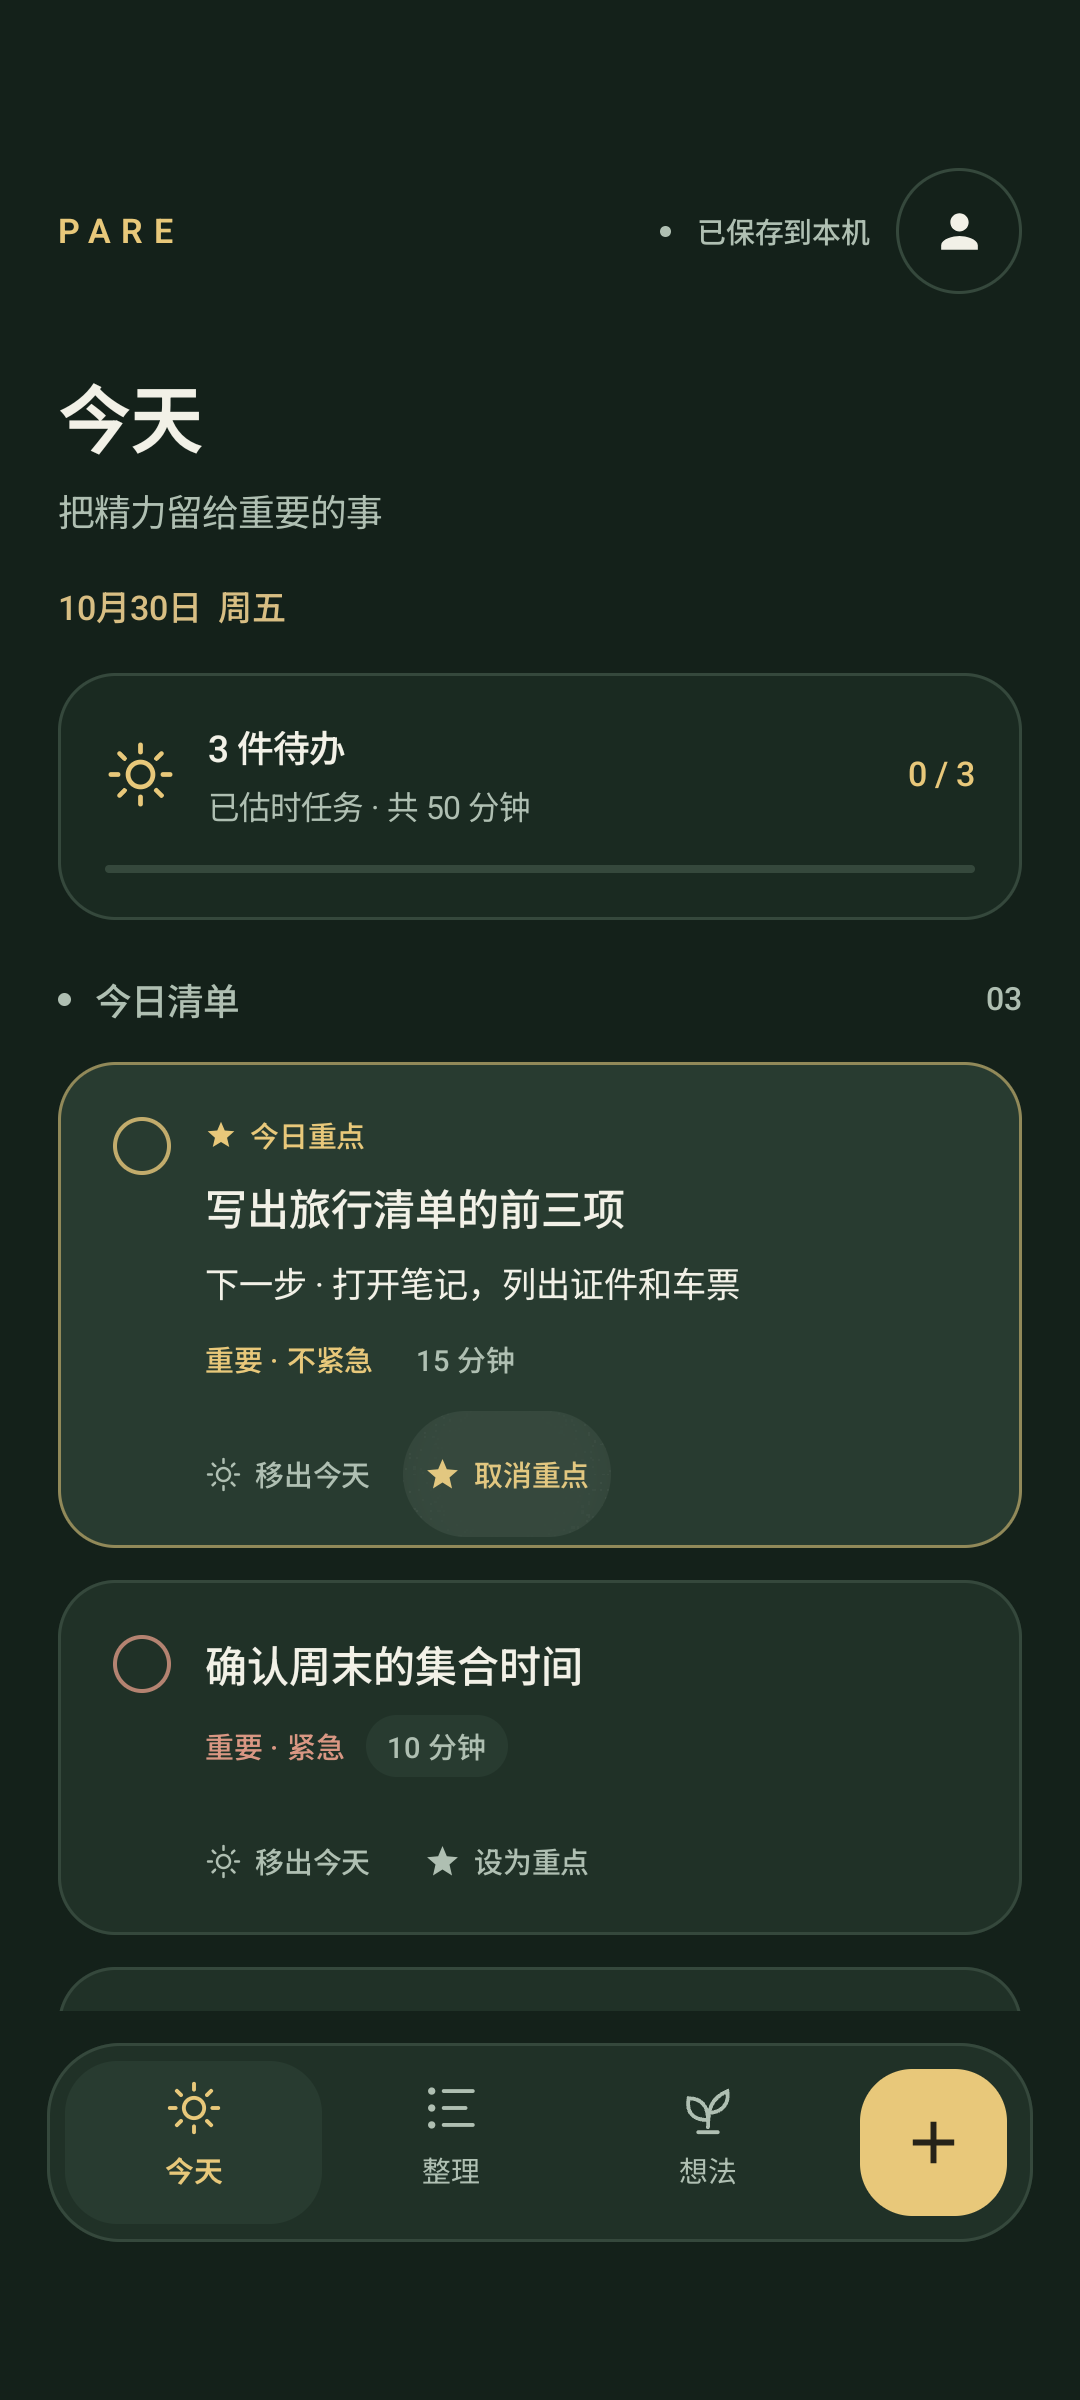 PARE
已保存到本机
今天
把精力留给重要的事
10月30日 周五
3 件待办
已估时任务 · 共 50 分钟
0 / 3
今日清单
03
今日重点
写出旅行清单的前三项
下一步 · 打开笔记，列出证件和车票
重要 · 不紧急 15 分钟
移出今天 取消重点
确认周末的集合时间
重要 · 紧急 10 分钟
移出今天 设为重点
今天 整理 想法